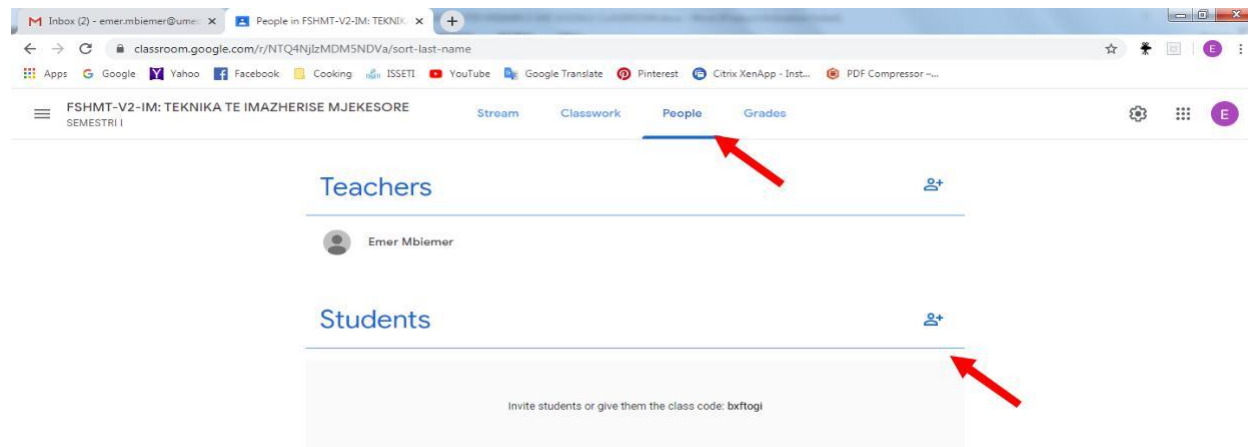 Inbox (2) - emer.mbiemer@ume:
People in FSHMT-V2-IM: TEKNIK
classroom.google.com/r/NTQ4NjIzMDM5NDVa/sort-last-name
E
Apps Google Yahoo Facebook Cooking ISSETI YouTube Google Translate Pinterest Citrix XenApp - Inst... PDF Compressor –...
FSHMT-V2-IM: TEKNIKA TE IMAZHERISE MJEKESORE
SEMESTRI I
Stream Classwork People Grades
E
Teachers
Emer Mbiemer
Students
Invite students or give them the class code: bxftogi